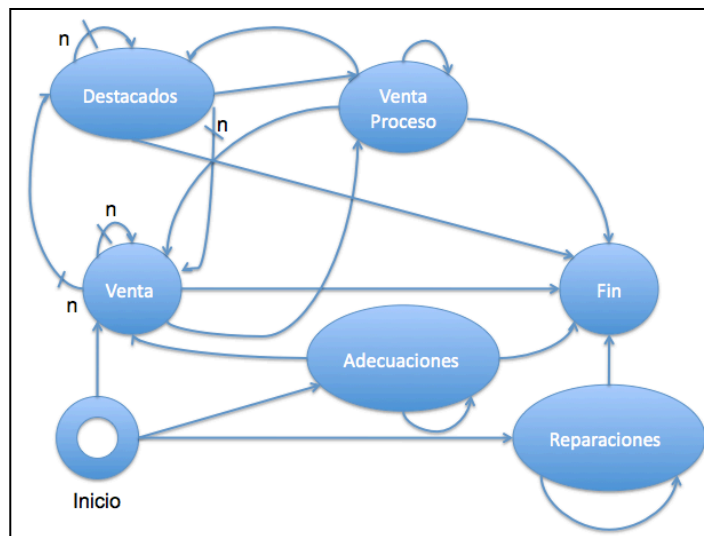 n
Destacados
Venta
Proceso
n
n
Venta
n
Fin
Adecuaciones
Reparaciones
Inicio